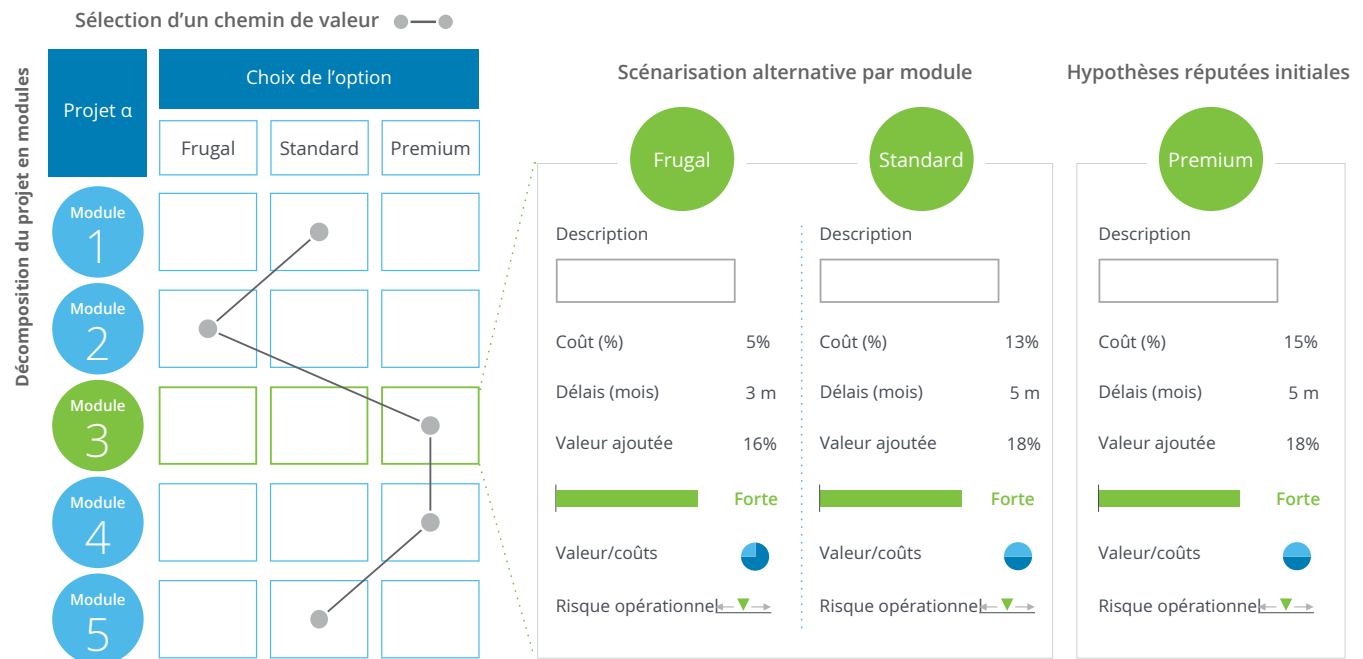 Sélection d’un chemin de valeur
Décomposition du projet en modules
Projet α
Choix de l’option
Frugal
Standard
Premium
Module
1
Module
2
Module
3
Module
4
Module
5
Scénarisation alternative par module
Hypothèses réputées initiales
Frugal
Description
Coût (%) 5%
Délais (mois) 3 m
Valeur ajoutée 16%
Forte
Valeur/coûts
Risque opérationnel
Standard
Description
Coût (%) 13%
Délais (mois) 5 m
Valeur ajoutée 18%
Forte
Valeur/coûts
Risque opérationnel
Premium
Description
Coût (%) 15%
Délais (mois) 5 m
Valeur ajoutée 18%
Forte
Valeur/coûts
Risque opérationnel